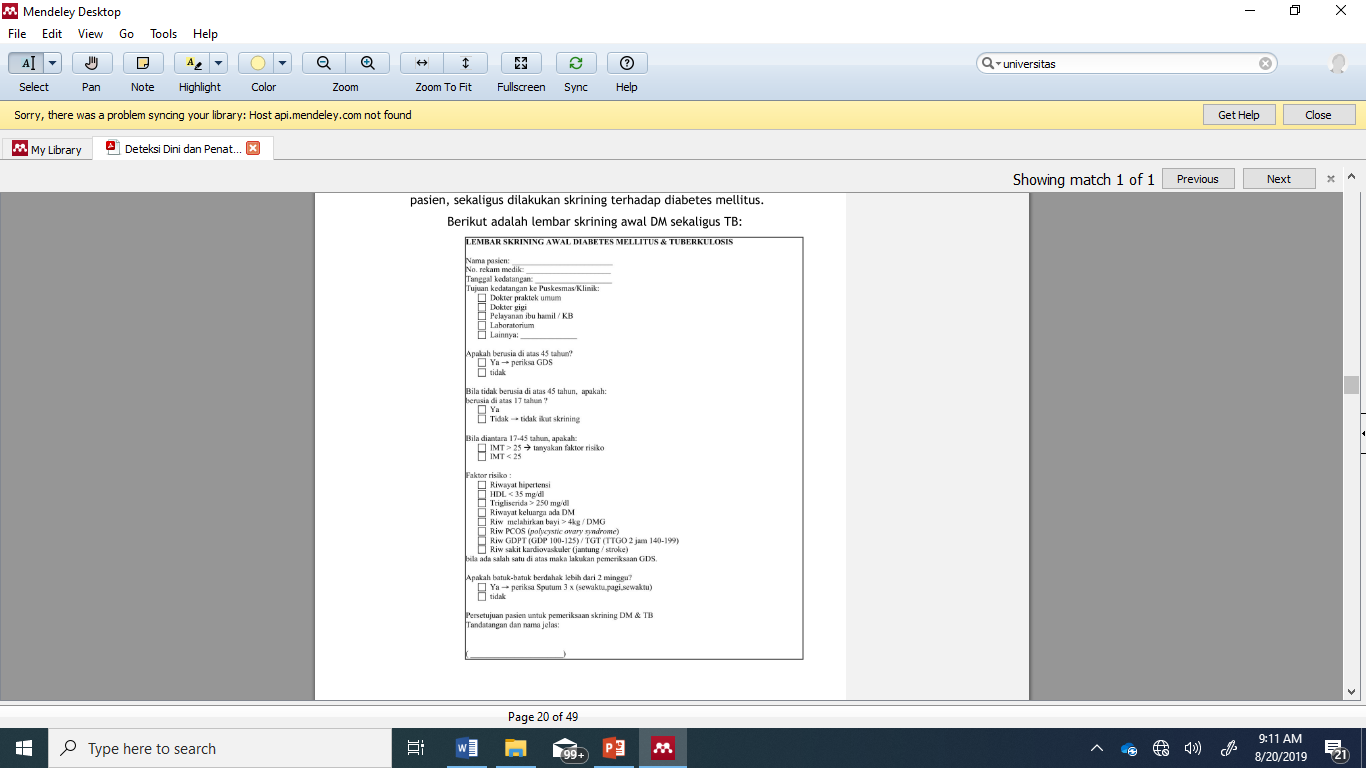 Mendeley Desktop
File Edit View Go Tools Help
Select Pan Note Highlight Color Zoom Zoom To Fit Fullscreen Sync Help
universitas
Sorry, there was a problem syncing your library: Host api.mendeley.com not found
Get Help Close
My Library Deteksi Dini dan Penat...
Showing match 1 of 1 Previous Next
pasien, sekaligus dilakukan skrining terhadap diabetes mellitus.
Berikut adalah lembar skrining awal DM sekaligus TB:
LEMBAR SKRINING AWAL DIABETES MELLITUS & TUBERKULOSIS
Nama pasien: ____________________
No. rekam medik: ____________________
Tanggal kedatangan: ____________________
Tujuan kedatangan ke Puskesmas/Klinik:
Dokter praktek umum
Dokter gigi
Pelayanan ibu hamil / KB
Laboratorium
Lainnya: ______________
Apakah berusia di atas 45 tahun?
Ya → periksa GDS
tidak
Bila tidak berusia di atas 45 tahun, apakah:
berusia di atas 17 tahun ?
Ya
Tidak → tidak ikut skrining
Bila diantara 17-45 tahun, apakah:
IMT > 25 → tanyakan faktor risiko
IMT < 25
Faktor risiko :
Riwayat hipertensi
HDL < 35 mg/dl
Trigliserida > 250 mg/dl
Riwayat keluarga ada DM
Riw melahirkan bayi > 4kg / DMG
Riw PCOS (polycystic ovary syndrome)
Riw GDPT (GDP 100-125) / TGT (TTGO 2 jam 140-199)
Riw sakit kardiovaskuler (jantung / stroke)
bila ada salah satu di atas maka lakukan pemeriksaan GDS.
Apakah batuk-batuk berdahak lebih dari 2 minggu?
Ya → periksa Sputum 3 x (sewaktu,pagi,sewaktu)
tidak
Persetujuan pasien untuk pemeriksaan skrining DM & TB
Tandatangan dan nama jelas:
( ____________________ )
Page 20 of 49
Type here to search
99+
9:11 AM
8/20/2019
21